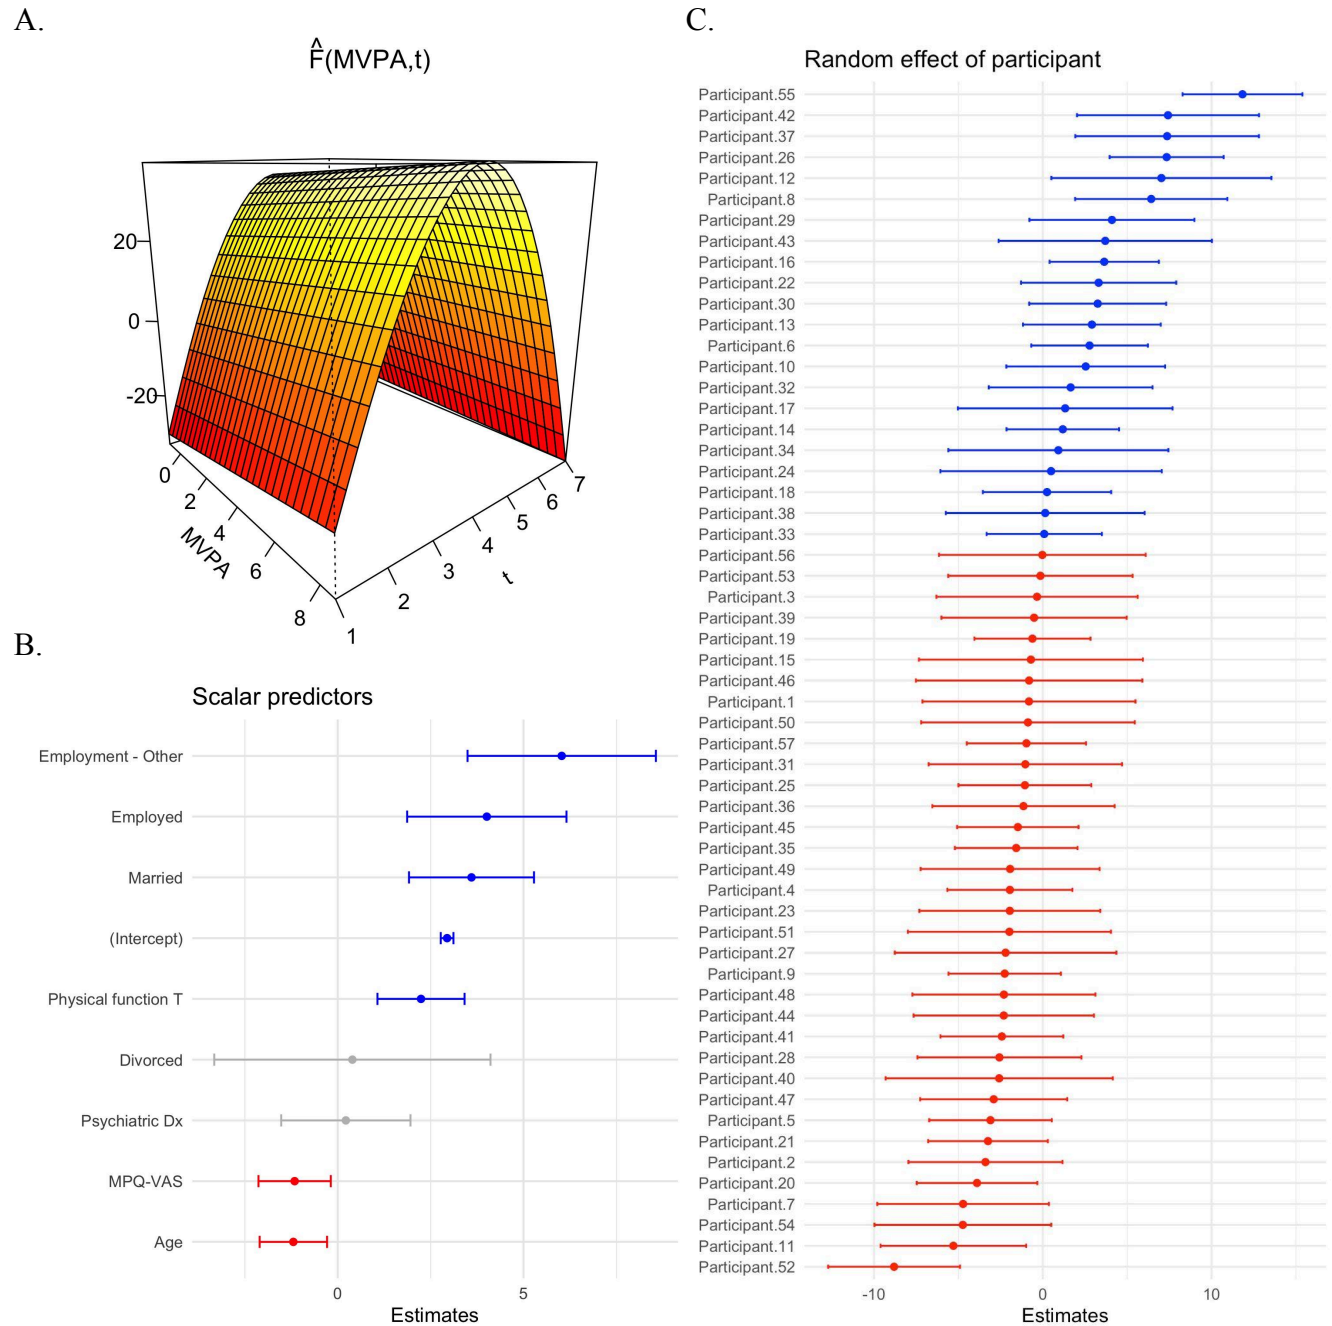 A.
F̂(MVPA,t)
20
0
-20
0
2
4
6
8
MVPA
1
2
3
4
5
6
7
t
B.
Scalar predictors
Employment - Other
Employed
Married
(Intercept)
Physical function T
Divorced
Psychiatric Dx
MPQ-VAS
Age
0 5
Estimates
C.
Random effect of participant
Participant.55
Participant.42
Participant.37
Participant.26
Participant.12
Participant.8
Participant.29
Participant.43
Participant.16
Participant.22
Participant.30
Participant.13
Participant.6
Participant.10
Participant.32
Participant.17
Participant.14
Participant.34
Participant.24
Participant.18
Participant.38
Participant.33
Participant.56
Participant.53
Participant.3
Participant.39
Participant.19
Participant.15
Participant.46
Participant.1
Participant.50
Participant.57
Participant.31
Participant.25
Participant.36
Participant.45
Participant.35
Participant.49
Participant.4
Participant.23
Participant.51
Participant.27
Participant.9
Participant.48
Participant.44
Participant.41
Participant.28
Participant.40
Participant.47
Participant.5
Participant.21
Participant.2
Participant.20
Participant.7
Participant.54
Participant.11
Participant.52
-10 0 10
Estimates